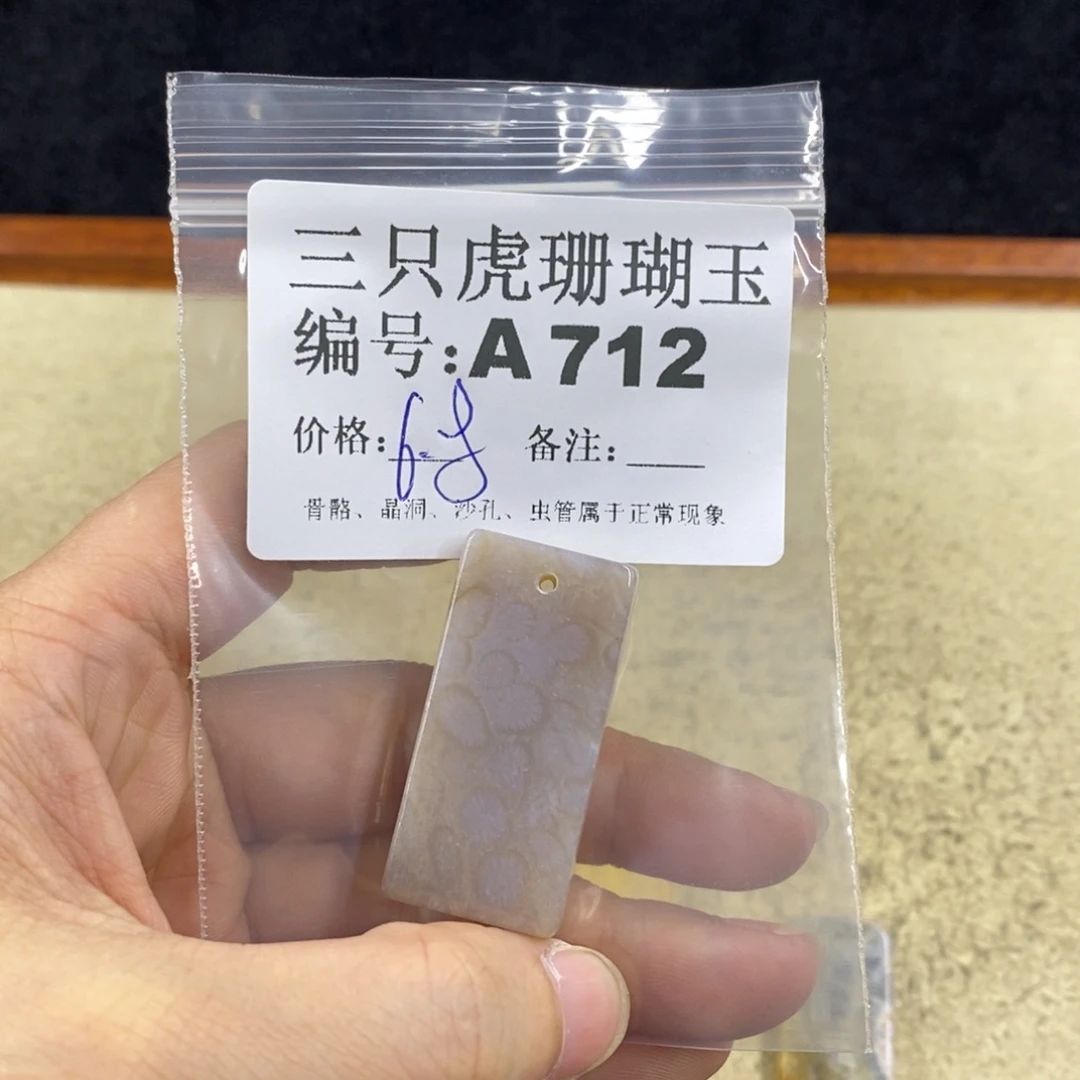 三只虎珊瑚玉
编号:A712
价格: 备注:
骨骼、晶洞、沙孔、虫管属于正常现象